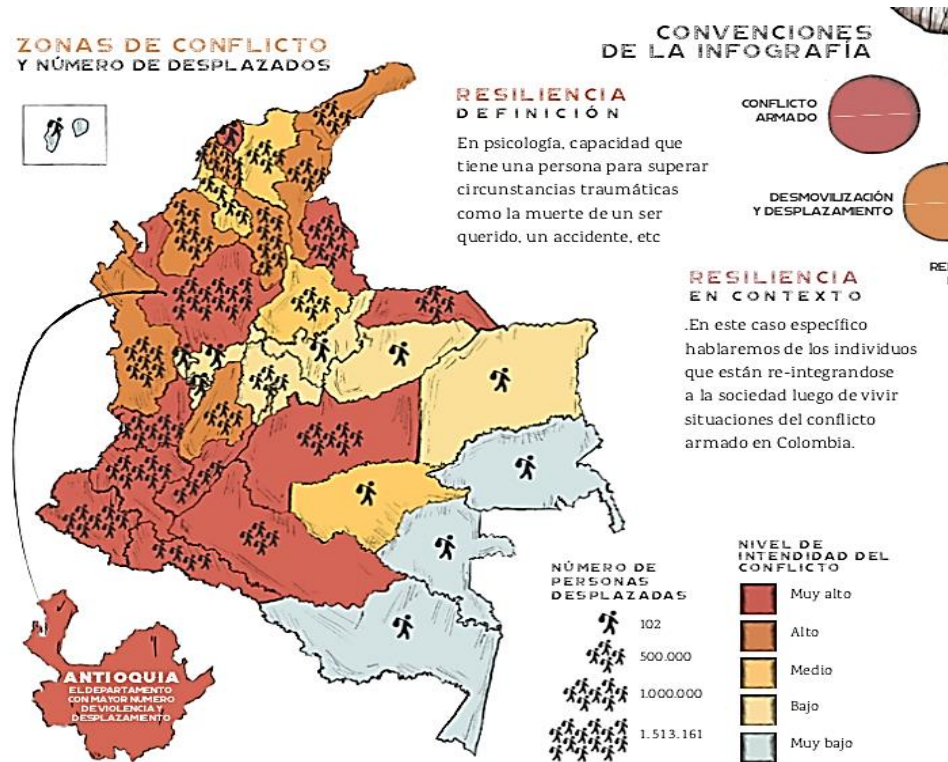 ZONAS DE CONFLICTO
Y NÚMERO DE DESPLAZADOS
CONVENCIONES
DE LA INFOGRAFÍA
CONFLICTO
ARMADO
DESMOVILIZACIÓN
Y DESPLAZAMIENTO
RESILIENCIA
DEFINICIÓN
En psicología, capacidad que
tiene una persona para superar
circunstancias traumáticas
como la muerte de un ser
querido, un accidente, etc
RESILIENCIA
EN CONTEXTO
.En este caso específico
hablaremos de los individuos
que están re-integrandose
a la sociedad luego de vivir
situaciones del conflicto
armado en Colombia.
ANTIOQUIA
EL DEPARTAMENTO
CON MAYOR NÚMERO
DE VIOLENCIA Y
DESPLAZAMIENTO
NÚMERO DE
PERSONAS
DESPLAZADAS
102
500.000
1.000.000
1.513.161
NIVEL DE
INTENDIDAD DEL
CONFLICTO
Muy alto
Alto
Medio
Bajo
Muy bajo